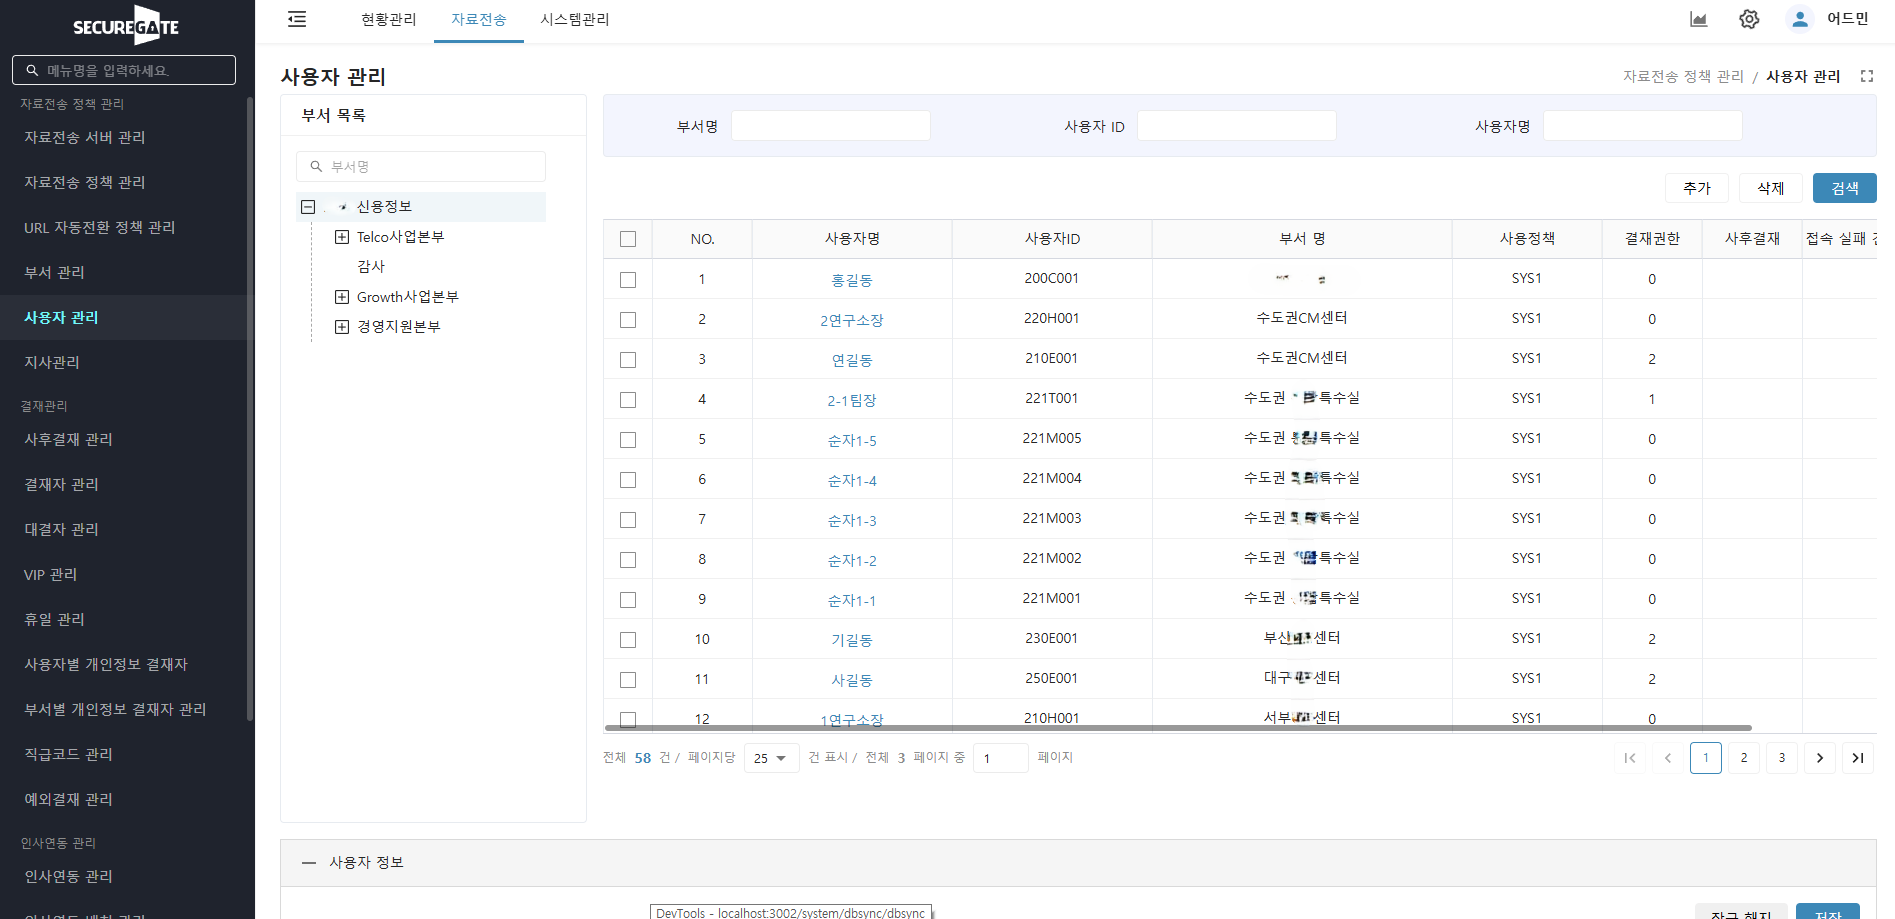 SECUREGATE
현황관리 자료전송 시스템관리 어드민
메뉴명을 입력하세요.
자료전송 정책 관리
자료전송 서버 관리
자료전송 정책 관리
URL 자동전환 정책 관리
부서 관리
사용자 관리
지사관리
결재관리
사후결재 관리
결재자 관리
대결자 관리
VIP 관리
휴일 관리
사용자별 개인정보 결재자
부서별 개인정보 결재자 관리
직급코드 관리
예외결재 관리
인사연동 관리
인사연동 관리
사용자 관리
자료전송 정책 관리 / 사용자 관리
부서 목록
부서명
신용정보
Telco사업본부
감사
Growth사업본부
경영지원본부
부서명 사용자 ID 사용자명
추가 삭제 검색
NO. 사용자명 사용자ID 부서 명 사용정책 결재권한 사후결재 접속 실패
1 홍길동 200C001 SYS1 0
2 2연구소장 220H001 수도권CM센터 SYS1 0
3 연길동 210E001 수도권CM센터 SYS1 2
4 2-1팀장 221T001 수도권 특수실 SYS1 1
5 순자1-5 221M005 수도권 특수실 SYS1 0
6 순자1-4 221M004 수도권 특수실 SYS1 0
7 순자1-3 221M003 수도권 특수실 SYS1 0
8 순자1-2 221M002 수도권 특수실 SYS1 0
9 순자1-1 221M001 수도권 특수실 SYS1 0
10 기길동 230E001 부산 센터 SYS1 2
11 사길동 250E001 대구 센터 SYS1 2
12 1연구소장 210H001 서부 센터 SYS1 0
전체 58 건 / 페이지당 25 건 표시 / 전체 3 페이지 중 1 페이지
1 2 3
사용자 정보
잠금 해지 저장
DevTools - localhost:3002/system/dbsync/dbsync